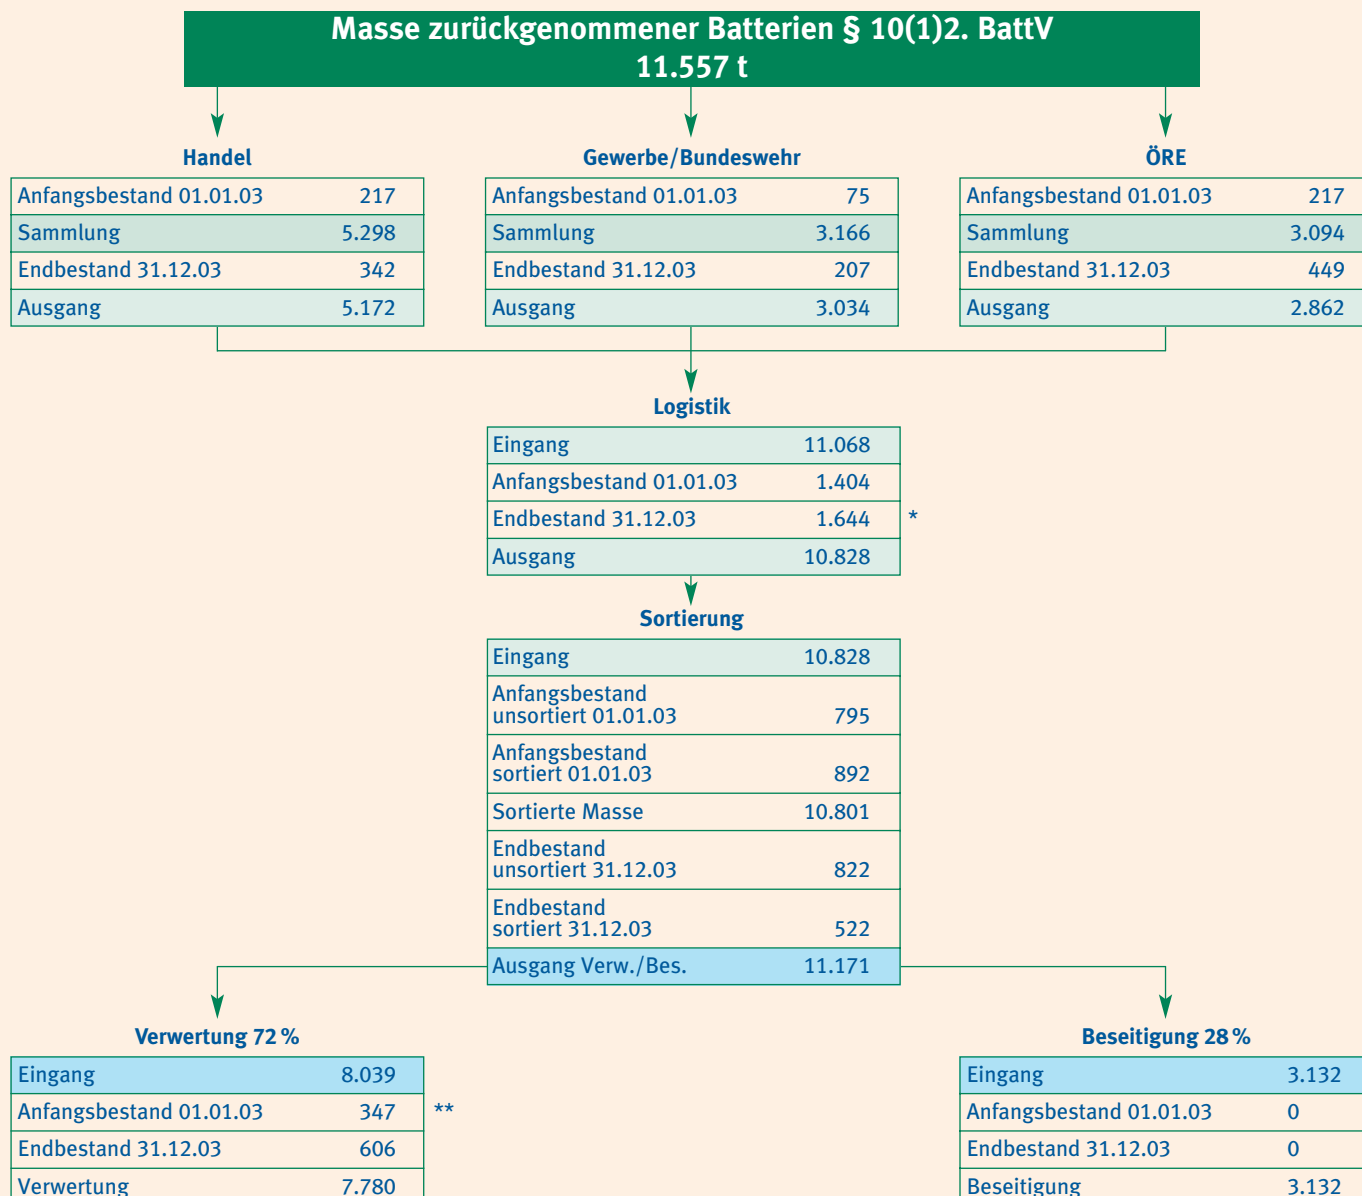 Masse zurückgenommener Batterien § 10(1)2. BattV
11.557 t
Handel
Anfangsbestand 01.01.03 217
Sammlung 5.298
Endbestand 31.12.03 342
Ausgang 5.172
Gewerbe/Bundeswehr
Anfangsbestand 01.01.03 75
Sammlung 3.166
Endbestand 31.12.03 207
Ausgang 3.034
ÖRE
Anfangsbestand 01.01.03 217
Sammlung 3.094
Endbestand 31.12.03 449
Ausgang 2.862
Logistik
Eingang 11.068
Anfangsbestand 01.01.03 1.404
Endbestand 31.12.03 1.644 *
Ausgang 10.828
Sortierung
Eingang 10.828
Anfangsbestand
unsortiert 01.01.03 795
Anfangsbestand
sortiert 01.01.03 892
Sortierte Masse 10.801
Endbestand
unsortiert 31.12.03 822
Endbestand
sortiert 31.12.03 522
Ausgang Verw./Bes. 11.171
Verwertung 72 %
Eingang 8.039
Anfangsbestand 01.01.03 347 **
Endbestand 31.12.03 606
Verwertung 7.780
Beseitigung 28 %
Eingang 3.132
Anfangsbestand 01.01.03 0
Endbestand 31.12.03 0
Beseitigung 3.132